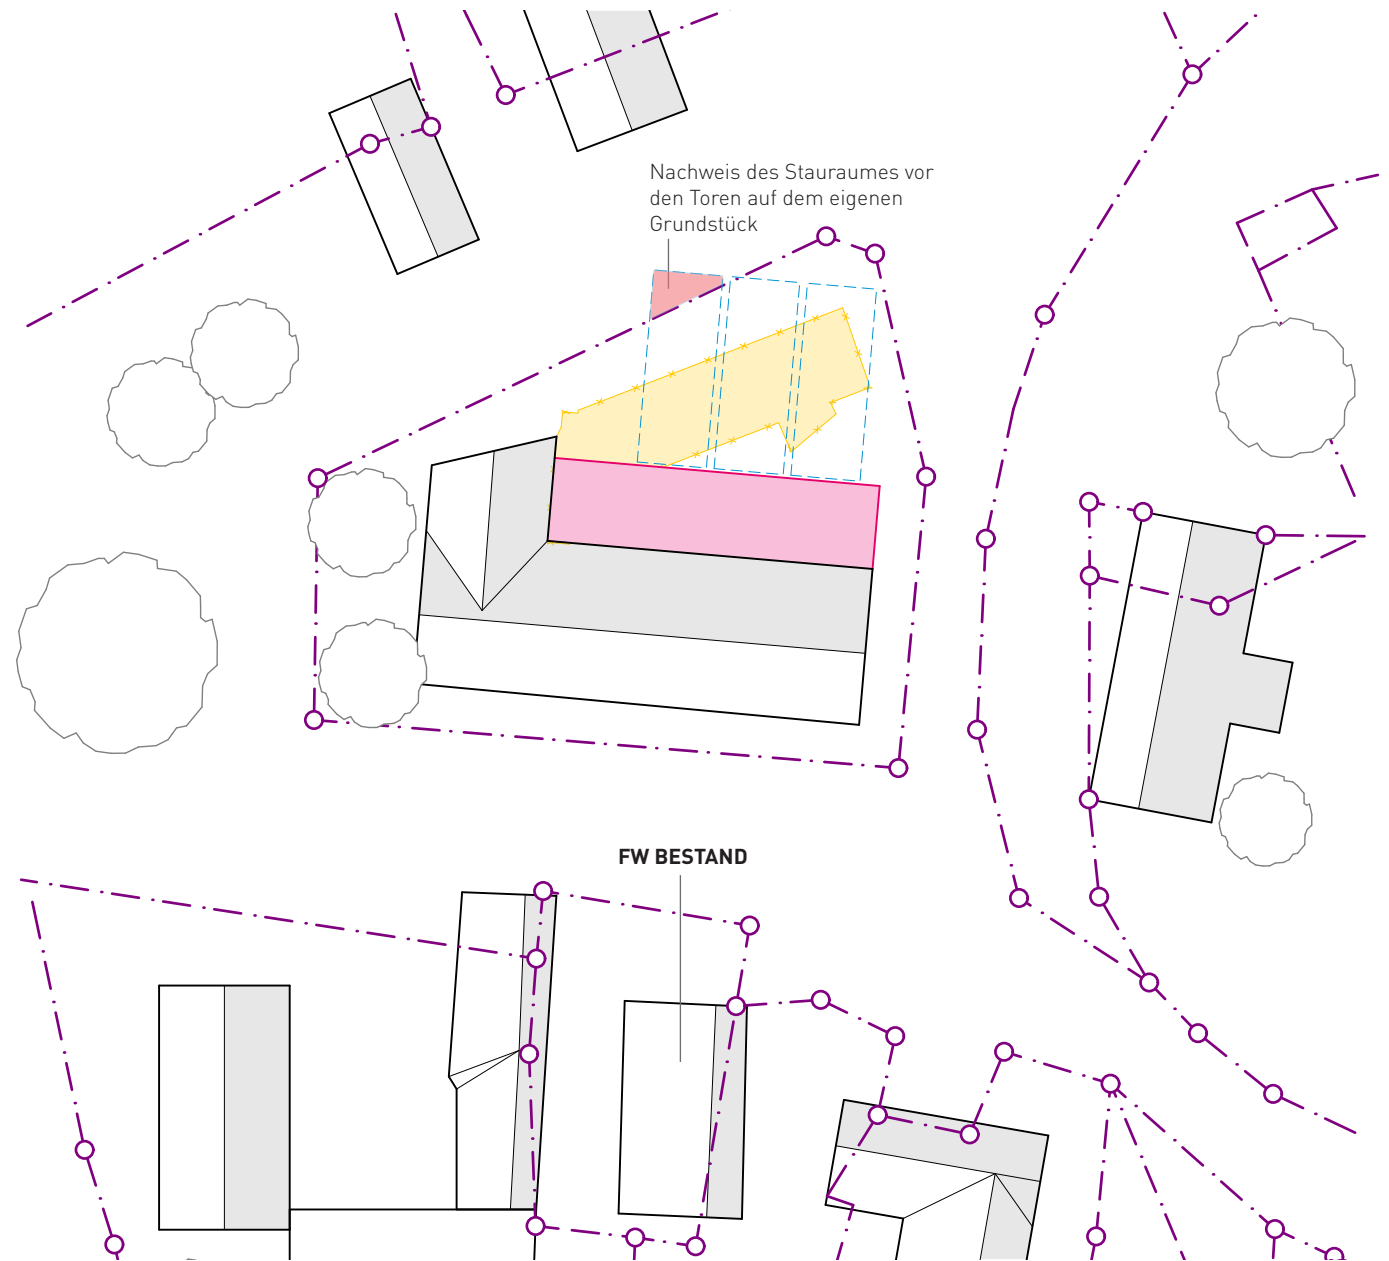 Nachweis des Stauraumes vor
den Toren auf dem eigenen
Grundstück
FW BESTAND